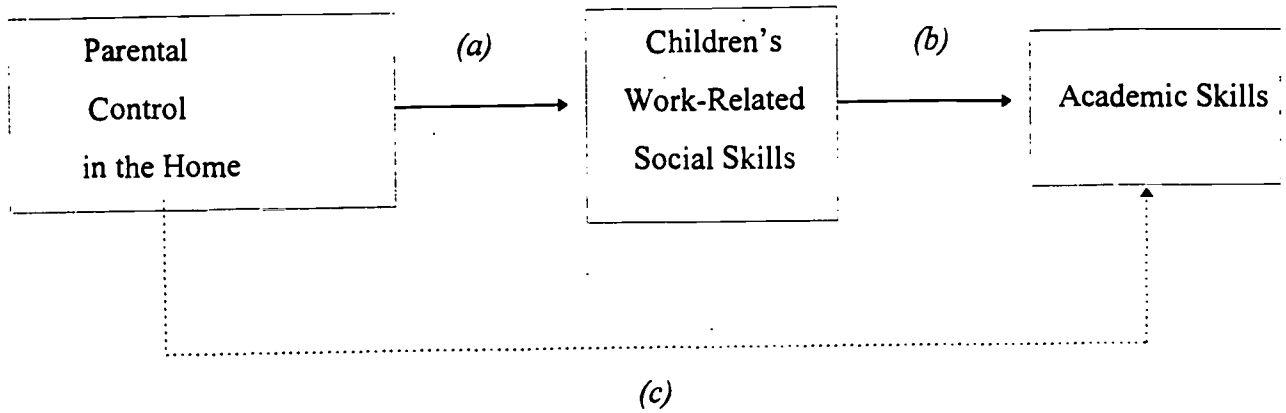 Parental
Control
in the Home
(a)
Children's
Work-Related
Social Skills
(b)
Academic Skills
(c)